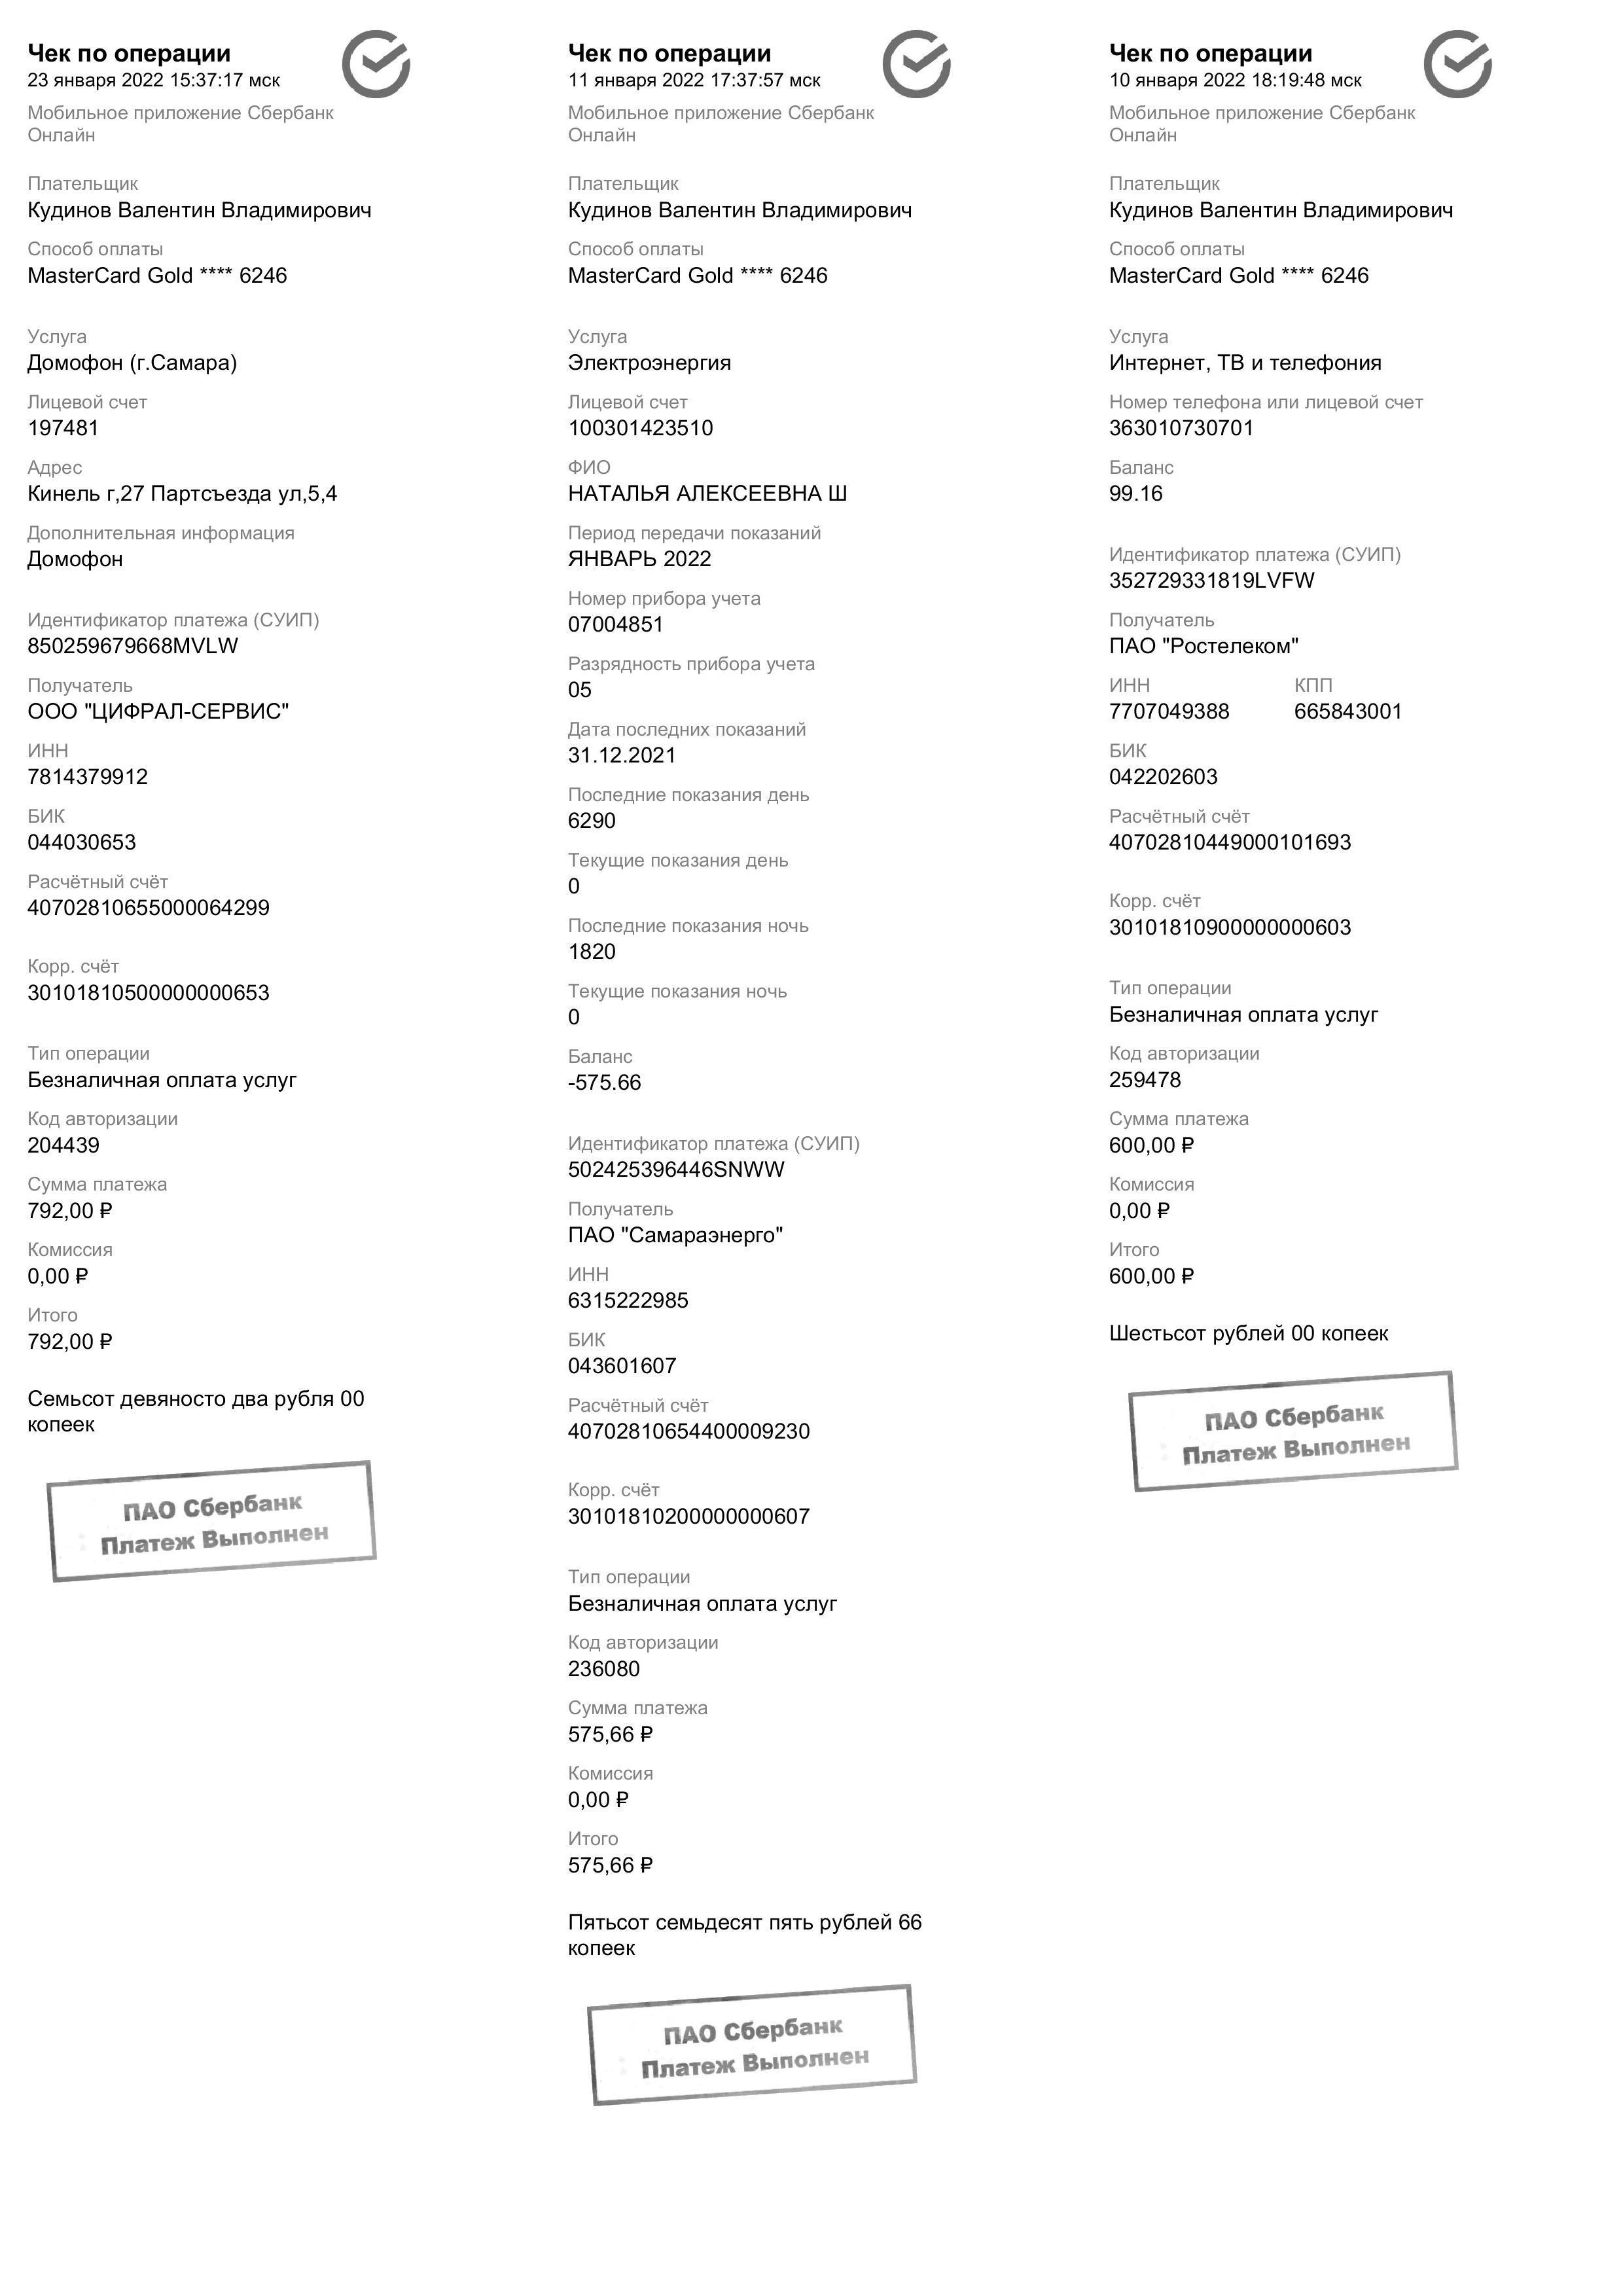 Чек по операции
23 января 2022 15:37:17 мск
Мобильное приложение Сбербанк
Онлайн
Плательщик
Кудинов Валентин Владимирович
Способ оплаты
MasterCard Gold **** 6246
Услуга
Домофон (г.Самара)
Лицевой счет
197481
Адрес
Кинель г,27 Партсъезда ул,5,4
Дополнительная информация
Домофон
Идентификатор платежа (СУИП)
850259679668MVLW
Получатель
ООО "ЦИФРАЛ-СЕРВИС"
ИНН
7814379912
БИК
044030653
Расчётный счёт
40702810655000064299
Корр. счёт
30101810500000000653
Тип операции
Безналичная оплата услуг
Код авторизации
204439
Сумма платежа
792,00 ₽
Комиссия
0,00 ₽
Итого
792,00 ₽
Семьсот девяносто два рубля 00
копеек
ПАО Сбербанк
Платеж Выполнен
Чек по операции
11 января 2022 17:37:57 мск
Мобильное приложение Сбербанк
Онлайн
Плательщик
Кудинов Валентин Владимирович
Способ оплаты
MasterCard Gold **** 6246
Услуга
Электроэнергия
Лицевой счет
100301423510
ФИО
НАТАЛЬЯ АЛЕКСЕЕВНА Ш
Период передачи показаний
ЯНВАРЬ 2022
Номер прибора учета
07004851
Разрядность прибора учета
05
Дата последних показаний
31.12.2021
Последние показания день
6290
Текущие показания день
0
Последние показания ночь
1820
Текущие показания ночь
0
Баланс
-575.66
Идентификатор платежа (СУИП)
502425396446SNWW
Получатель
ПАО "Самараэнерго"
ИНН
6315222985
БИК
043601607
Расчётный счёт
40702810654400009230
Корр. счёт
30101810200000000607
Тип операции
Безналичная оплата услуг
Код авторизации
236080
Сумма платежа
575,66 ₽
Комиссия
0,00 ₽
Итого
575,66 ₽
Пятьсот семьдесят пять рублей 66
копеек
ПАО Сбербанк
Платеж Выполнен
Чек по операции
10 января 2022 18:19:48 мск
Мобильное приложение Сбербанк
Онлайн
Плательщик
Кудинов Валентин Владимирович
Способ оплаты
MasterCard Gold **** 6246
Услуга
Интернет, ТВ и телефония
Номер телефона или лицевой счет
363010730701
Баланс
99.16
Идентификатор платежа (СУИП)
352729331819LVFW
Получатель
ПАО "Ростелеком"
ИНН КПП
7707049388 665843001
БИК
042202603
Расчётный счёт
40702810449000101693
Корр. счёт
30101810900000000603
Тип операции
Безналичная оплата услуг
Код авторизации
259478
Сумма платежа
600,00 ₽
Комиссия
0,00 ₽
Итого
600,00 ₽
Шестьсот рублей 00 копеек
ПАО Сбербанк
Платеж Выполнен